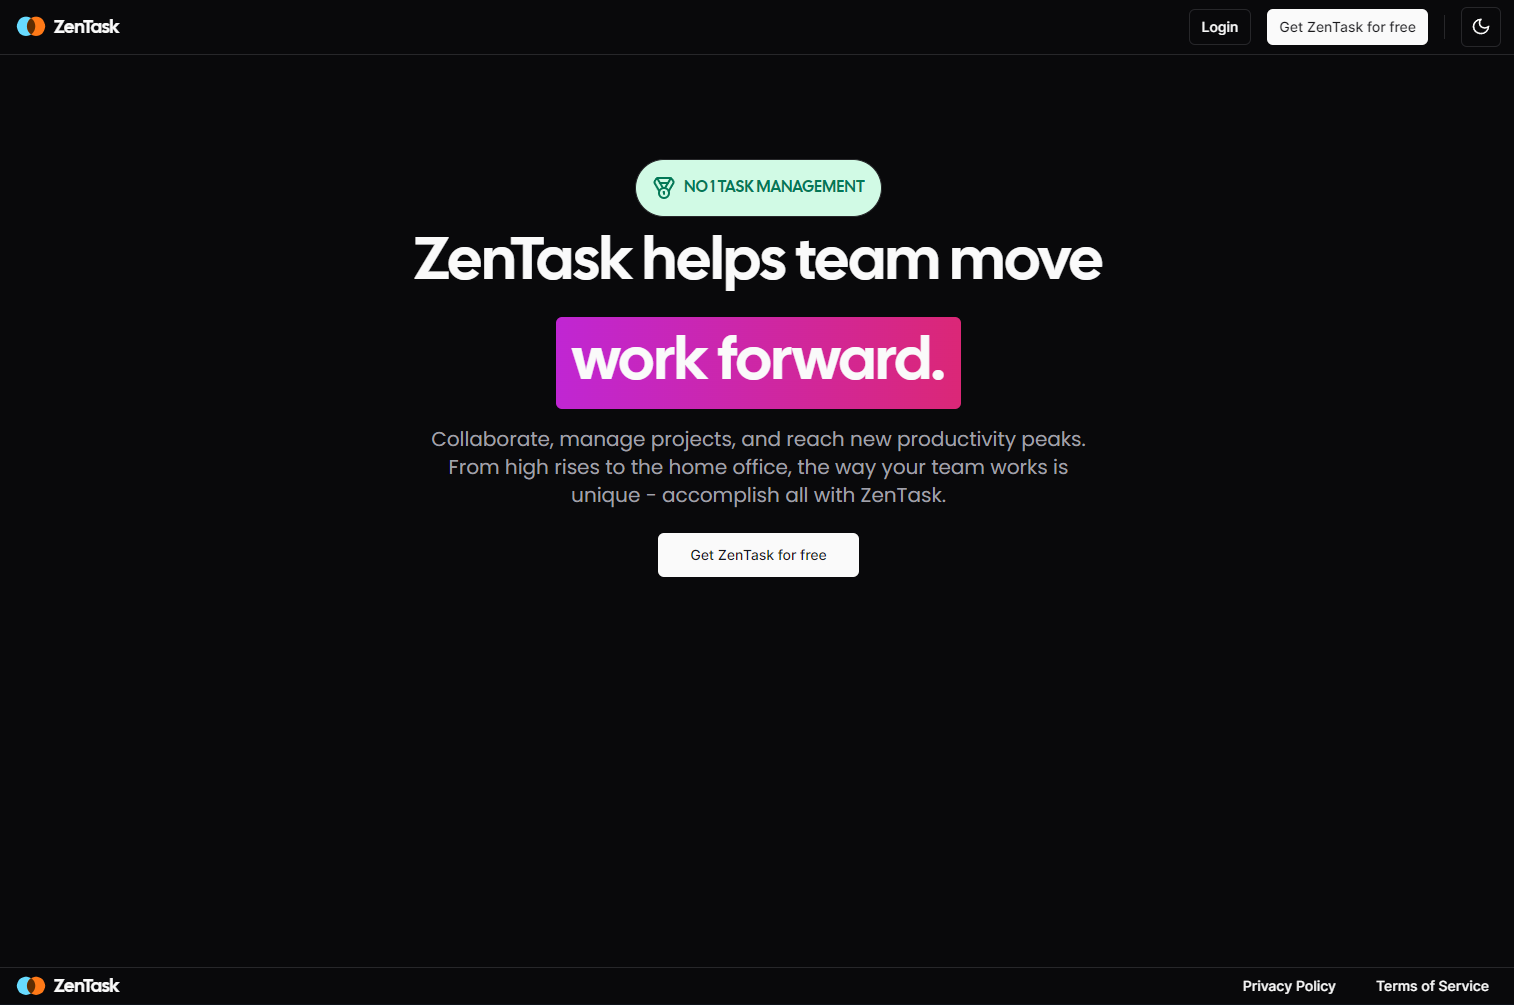 ZenTask
Login
Get ZenTask for free
NO 1 TASK MANAGEMENT
ZenTask helps team move
work forward.
Collaborate, manage projects, and reach new productivity peaks.
From high rises to the home office, the way your team works is
unique - accomplish all with ZenTask.
Get ZenTask for free
ZenTask
Privacy Policy
Terms of Service